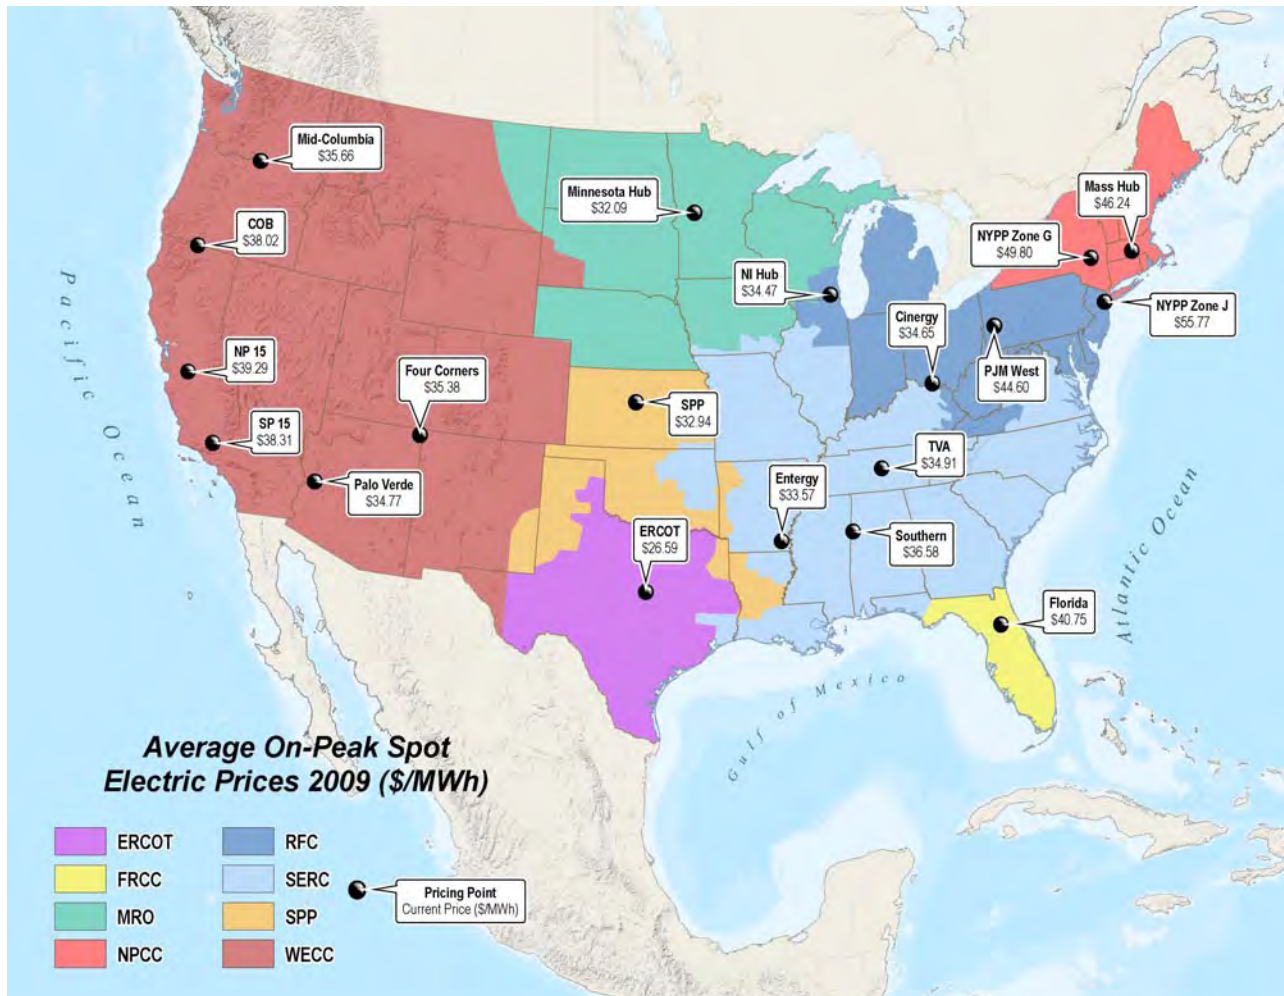 Mid-Columbia
$35.66
COB
$38.02
NP 15
$39.29
SP 15
$38.31
Palo Verde
$34.77
Four Corners
$35.38
Minnesota Hub
$32.09
NI Hub
$34.47
Cinergy
$34.65
PJM West
$44.60
NYPP Zone G
$49.80
Mass Hub
$46.24
NYPP Zone J
$55.77
SPP
$32.94
TVA
$34.91
Entergy
$33.57
Southern
$36.58
ERCOT
$26.59
Florida
$40.75
Pacific Ocean
Atlantic Ocean
Gulf of Mexico
Average On-Peak Spot
Electric Prices 2009 ($/MWh)
ERCOT
FRCC
MRO
NPCC
RFC
SERC
SPP
WECC
Pricing Point
Current Price ($/MWh)